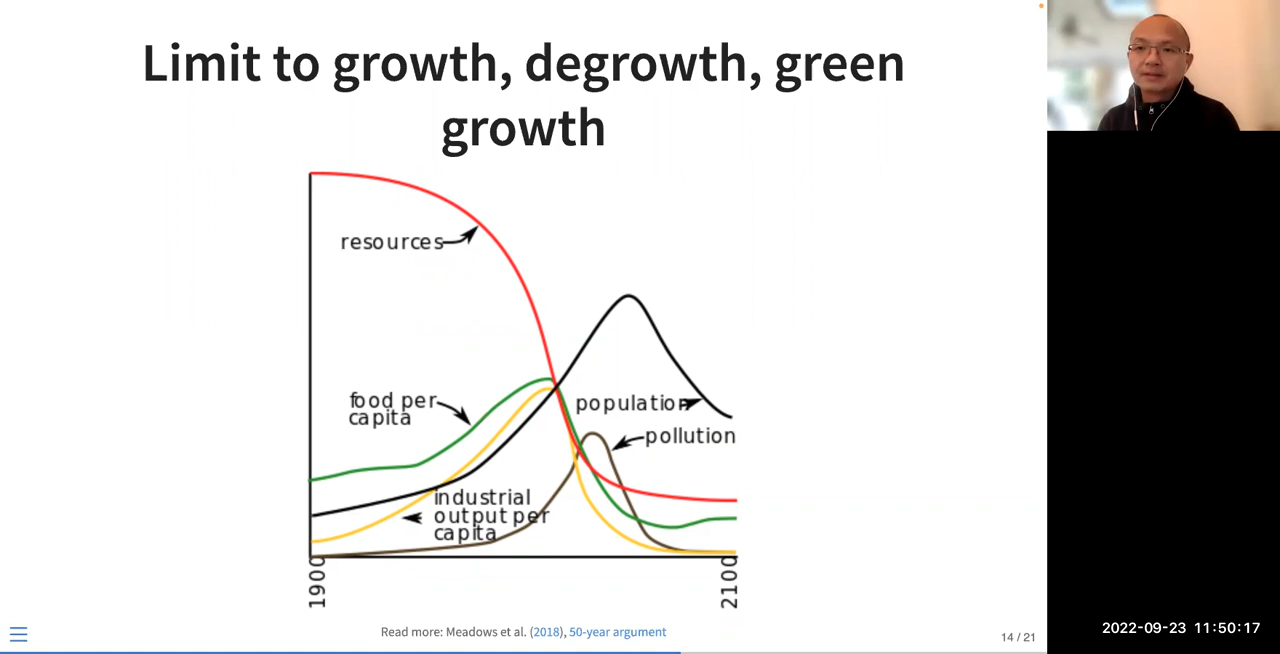 Limit to growth, degrowth, green
growth
resources
food per
capita
population
pollution
industrial
output per
capita
1900
2100
Read more: Meadows et al. (2018), 50-year argument
14 / 21
2022-09-23 11:50:17